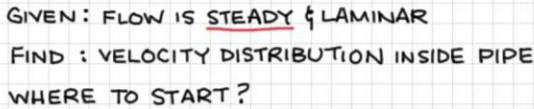 GIVEN: FLOW IS STEADY & LAMINAR
FIND : VELOCITY DISTRIBUTION INSIDE PIPE
WHERE TO START?